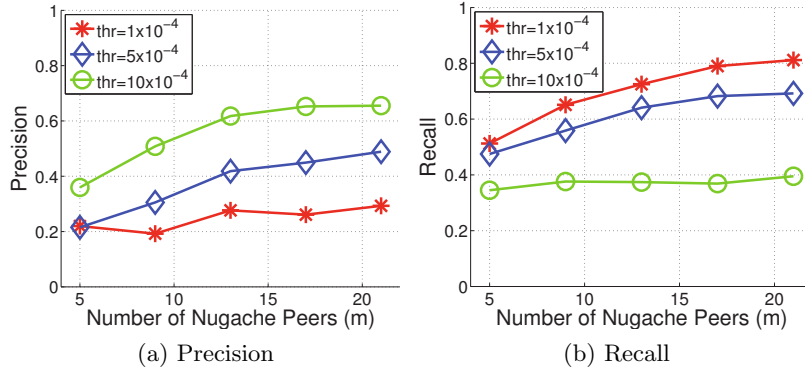 thr=1x10⁻⁴
thr=5x10⁻⁴
thr=10x10⁻⁴
1
0.8
0.6
0.4
0.2
0
Precision
5 10 15 20
Number of Nugache Peers (m)
(a) Precision
thr=1x10⁻⁴
thr=5x10⁻⁴
thr=10x10⁻⁴
1
0.8
0.6
0.4
0.2
0
Recall
5 10 15 20
Number of Nugache Peers (m)
(b) Recall